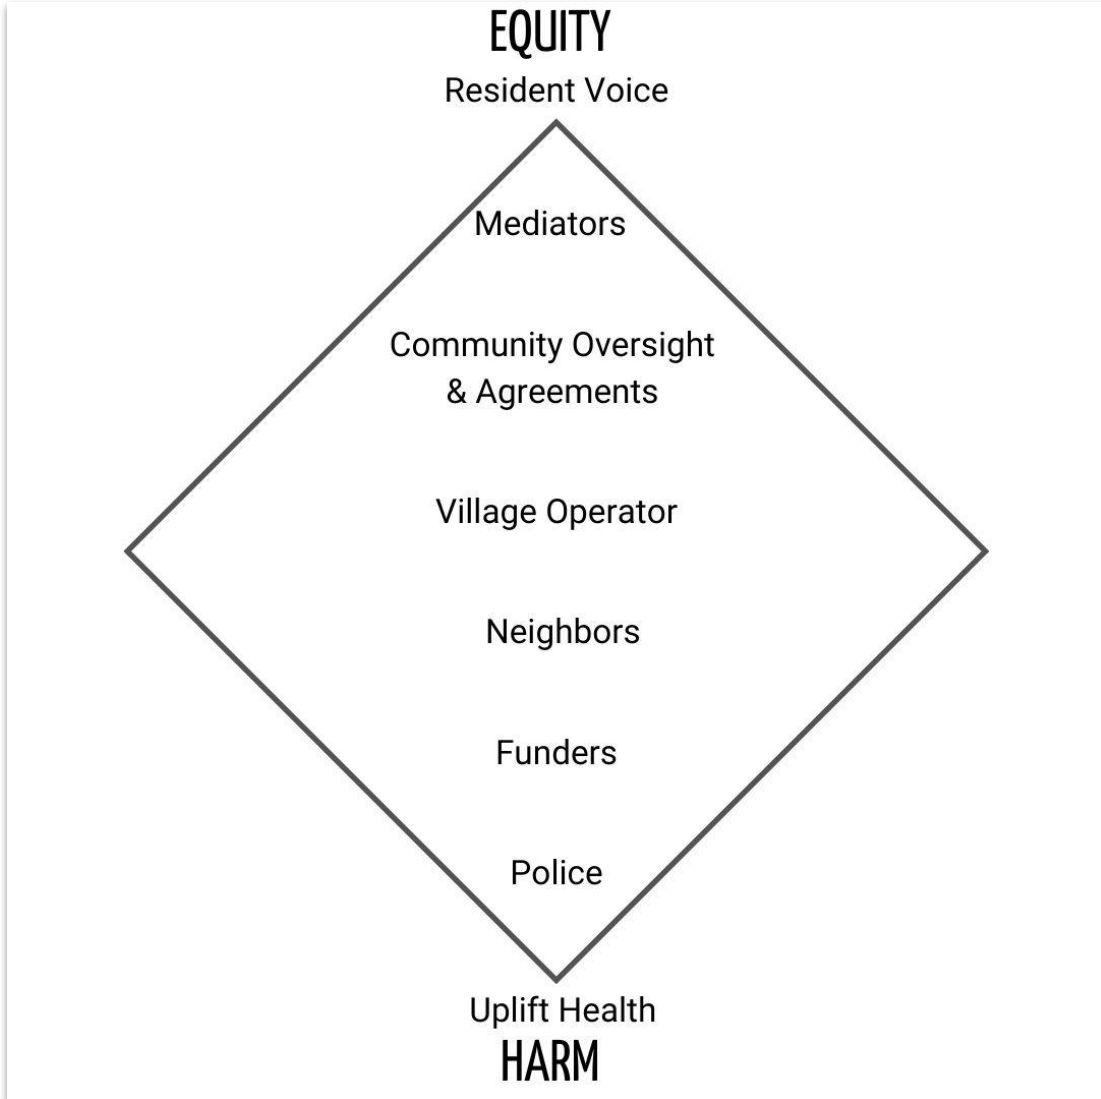 EQUITY
Resident Voice
Mediators
Community Oversight
& Agreements
Village Operator
Neighbors
Funders
Police
Uplift Health
HARM